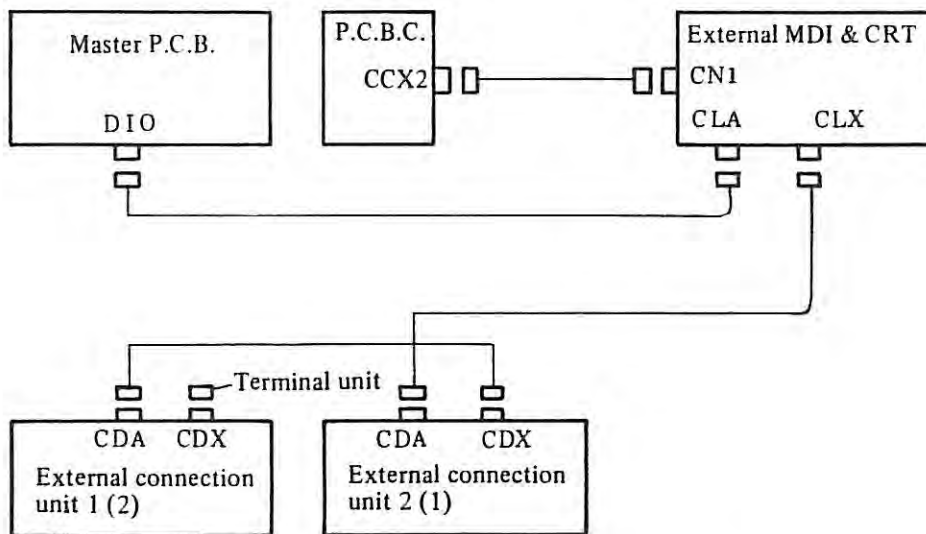 Master P.C.B.
DIO
P.C.B.C.
CCX2
External MDI & CRT
CN1
CLA
CLX
Terminal unit
CDA
CDX
External connection
unit 1 (2)
CDA
CDX
External connection
unit 2 (1)